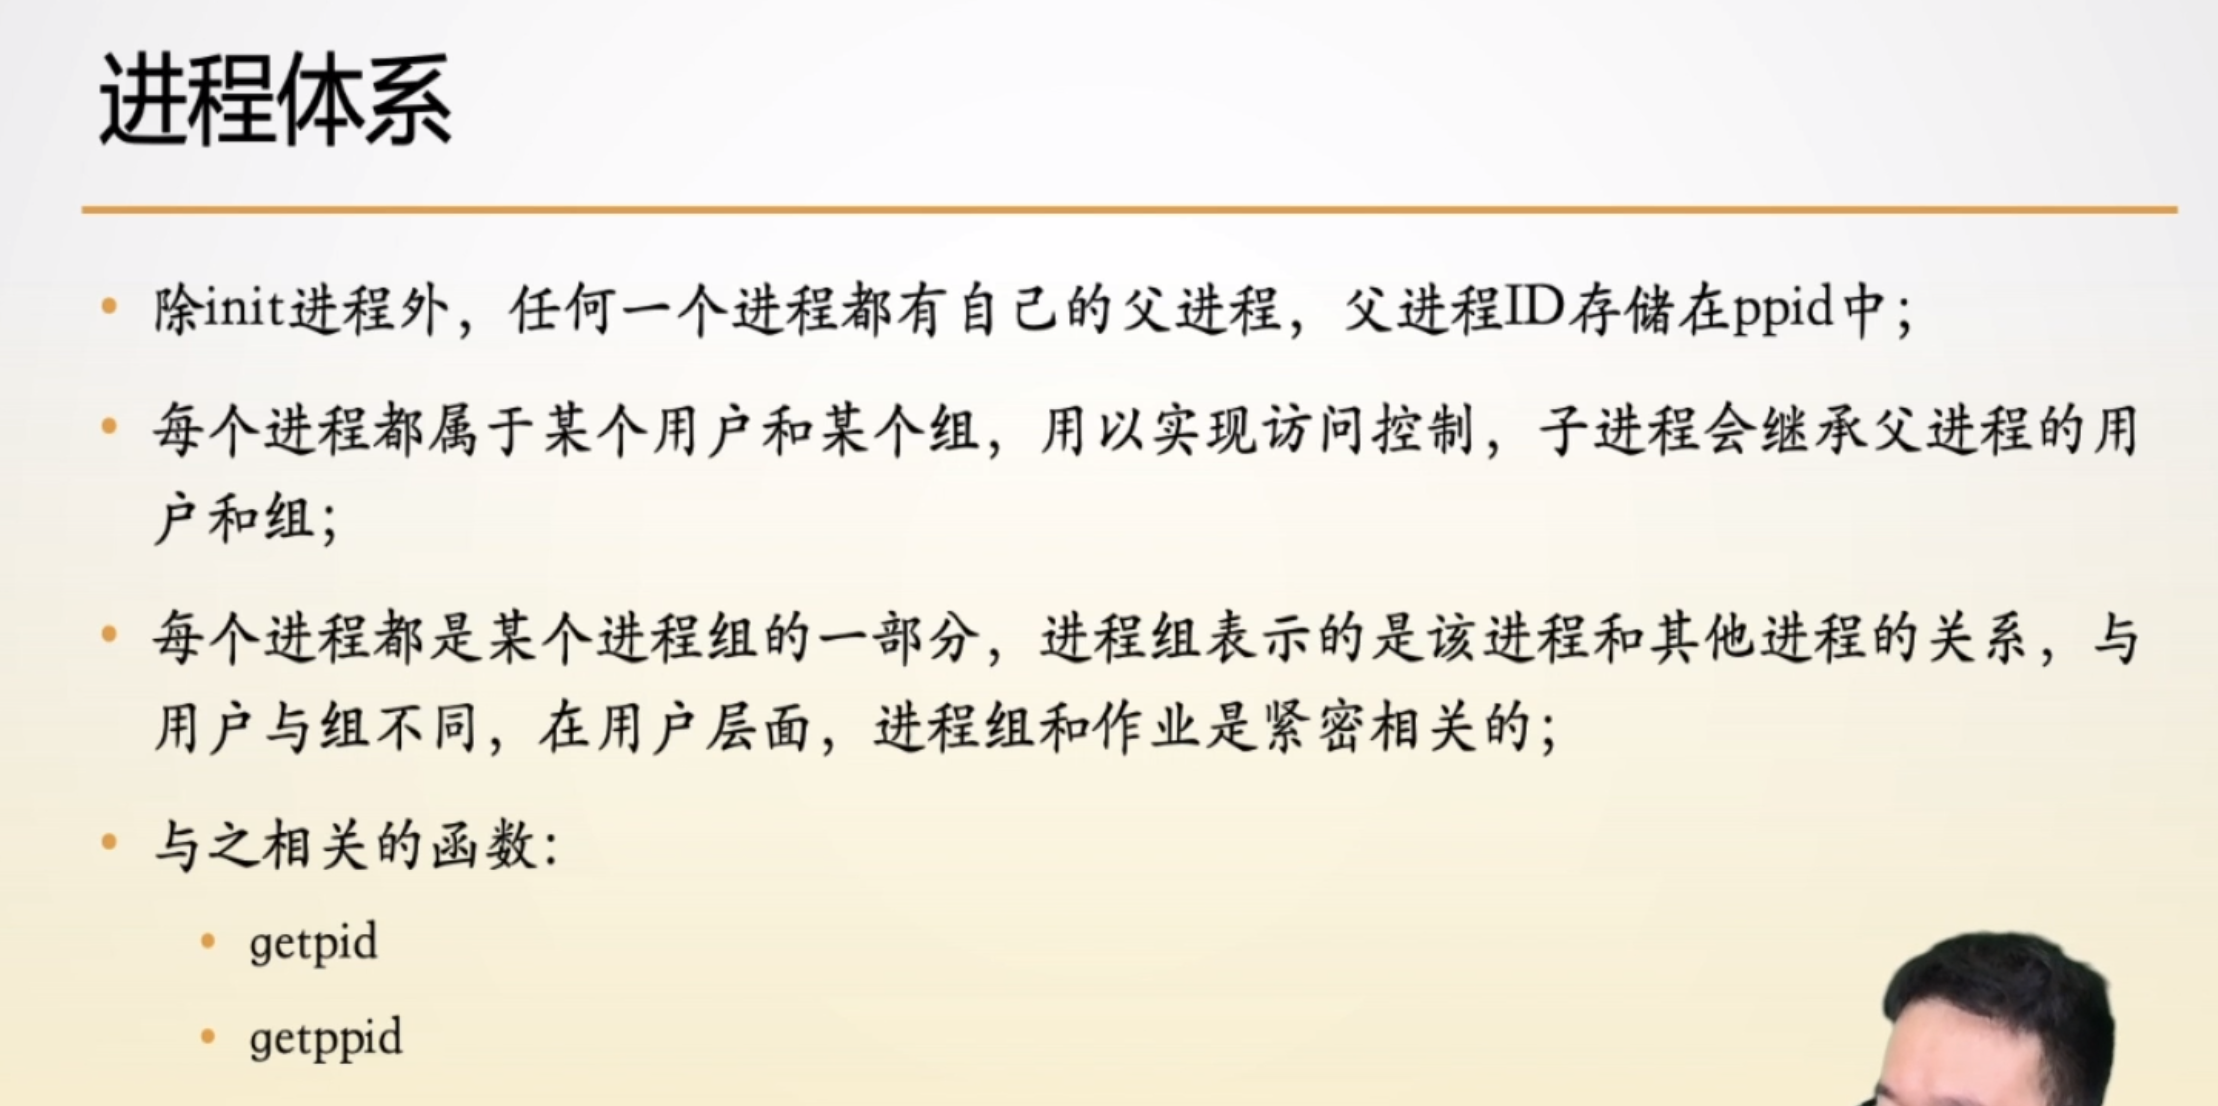 进程体系
除init进程外，任何一个进程都有自己的父进程，父进程ID存储在ppid中；
每个进程都属于某个用户和某个组，用以实现访问控制，子进程会继承父进程的用
户和组；
每个进程都是某个进程组的一部分，进程组表示的是该进程和其他进程的关系，与
用户与组不同，在用户层面，进程组和作业是紧密相关的；
与之相关的函数：
getpid
getppid